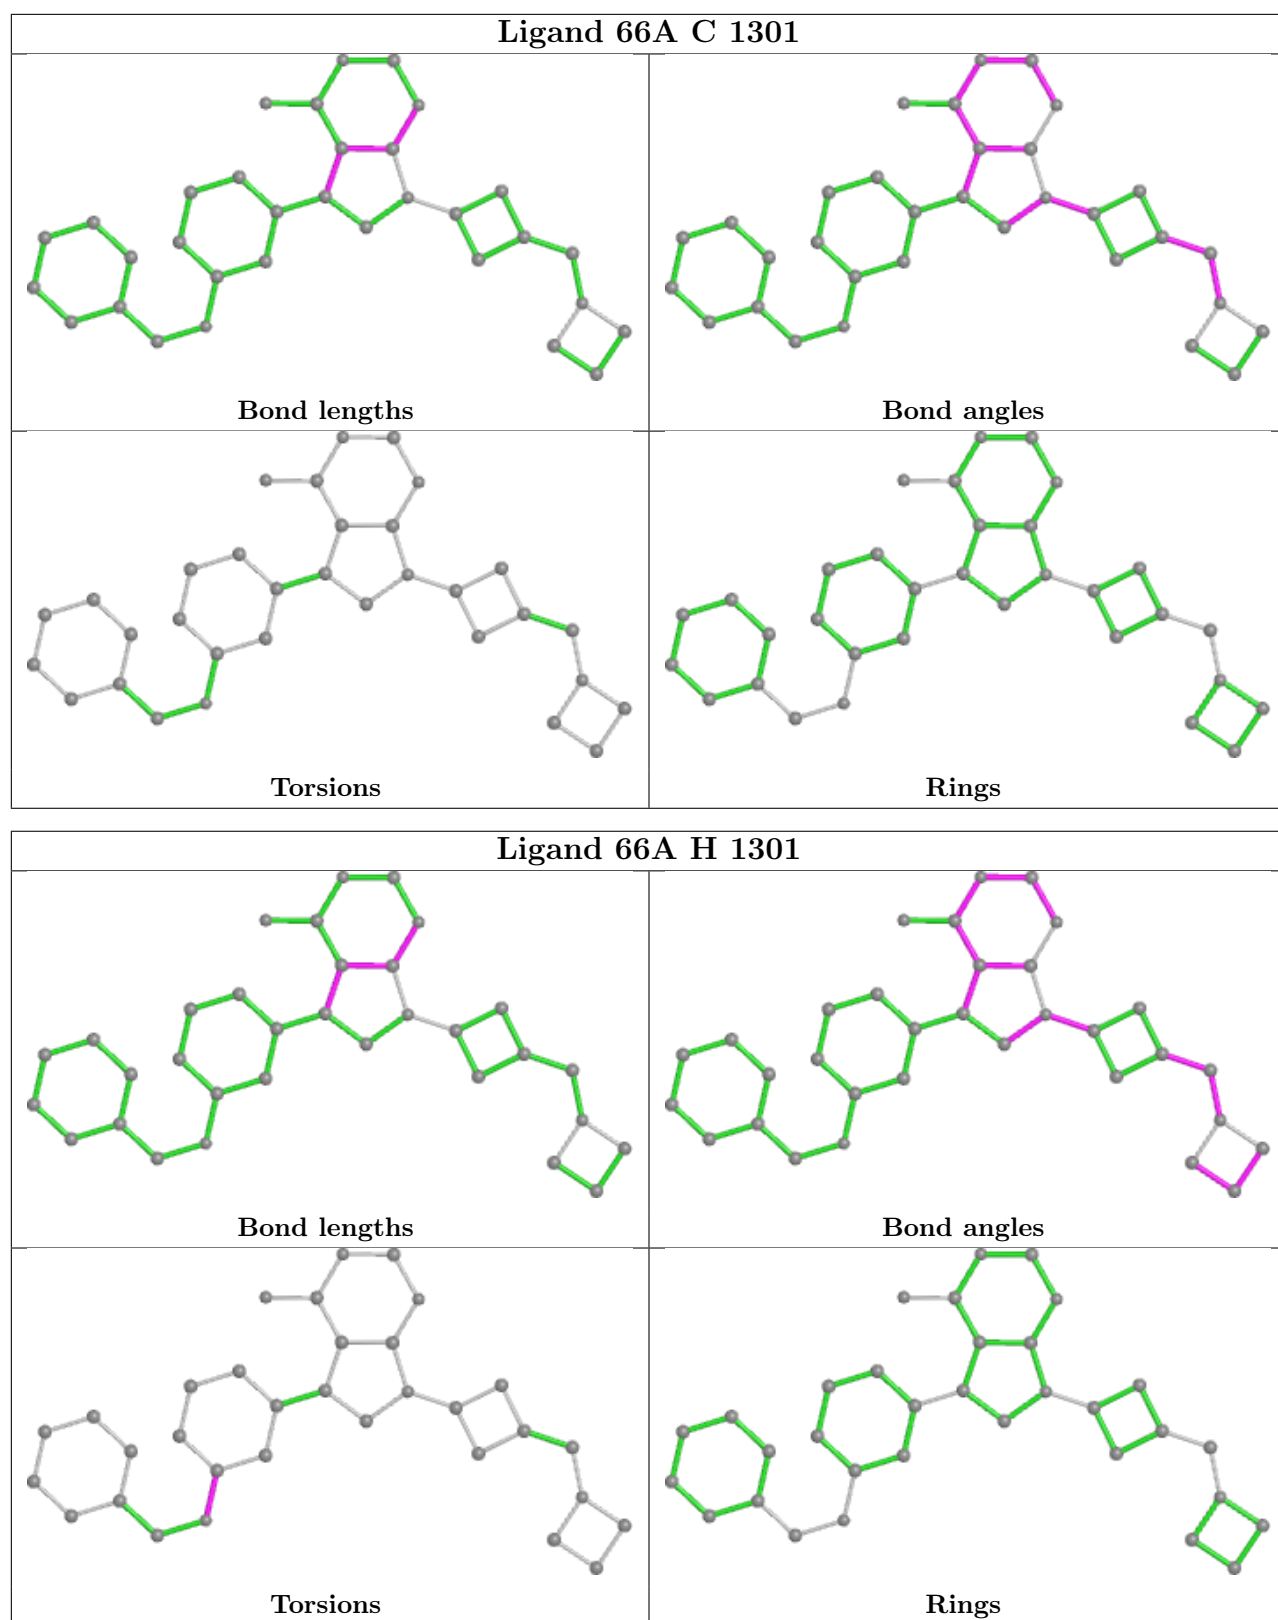 Ligand 66A C 1301
Bond lengths
Bond angles
Torsions
Rings
Ligand 66A H 1301
Bond lengths
Bond angles
Torsions
Rings